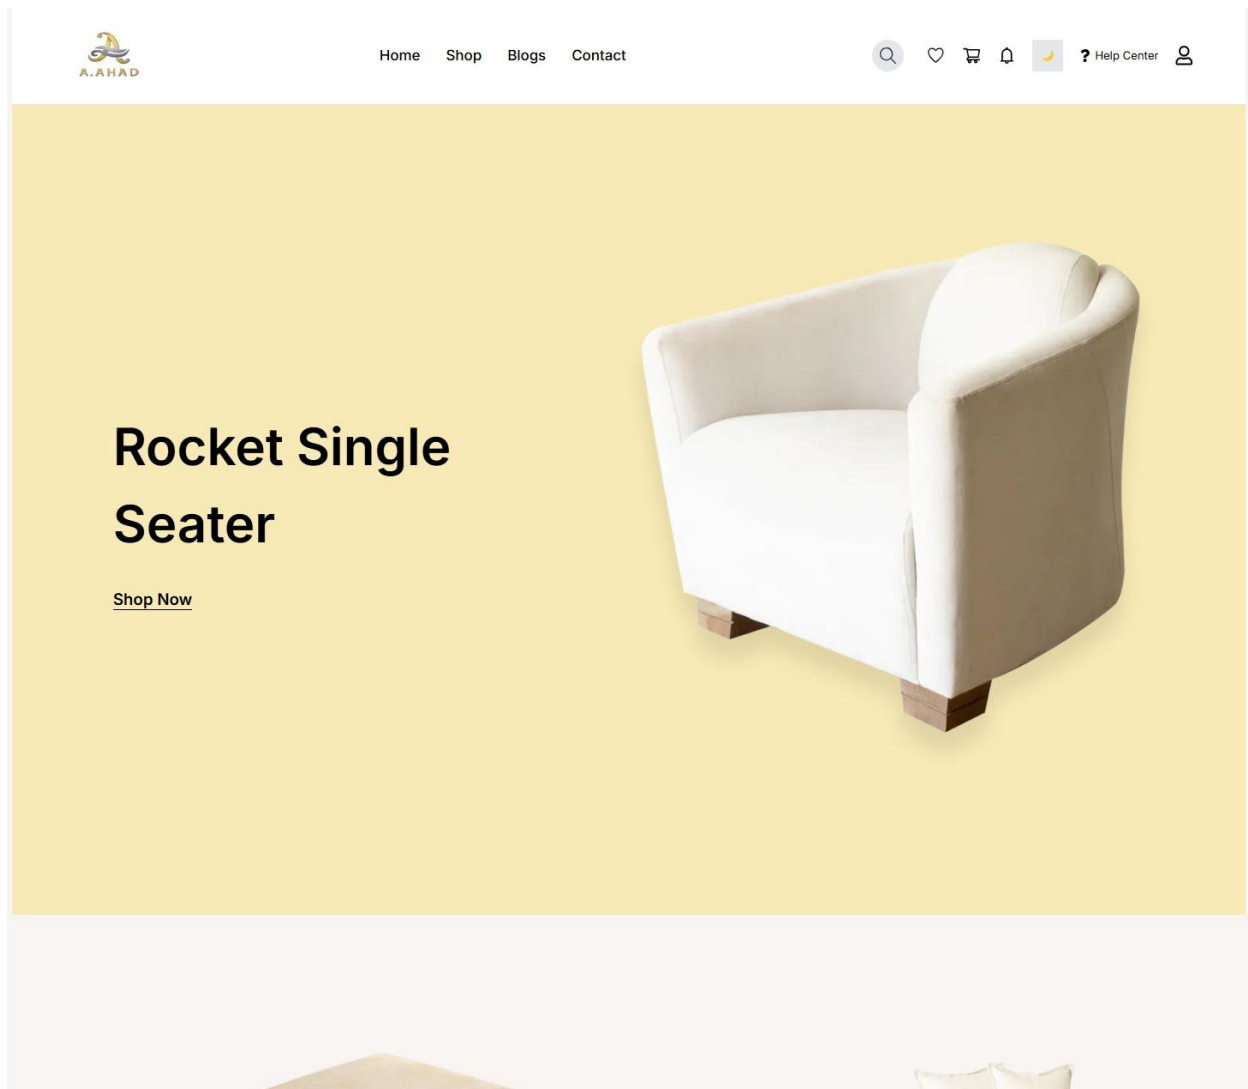 A.AHAD
Home Shop Blogs Contact
? Help Center
Rocket Single
Seater
Shop Now